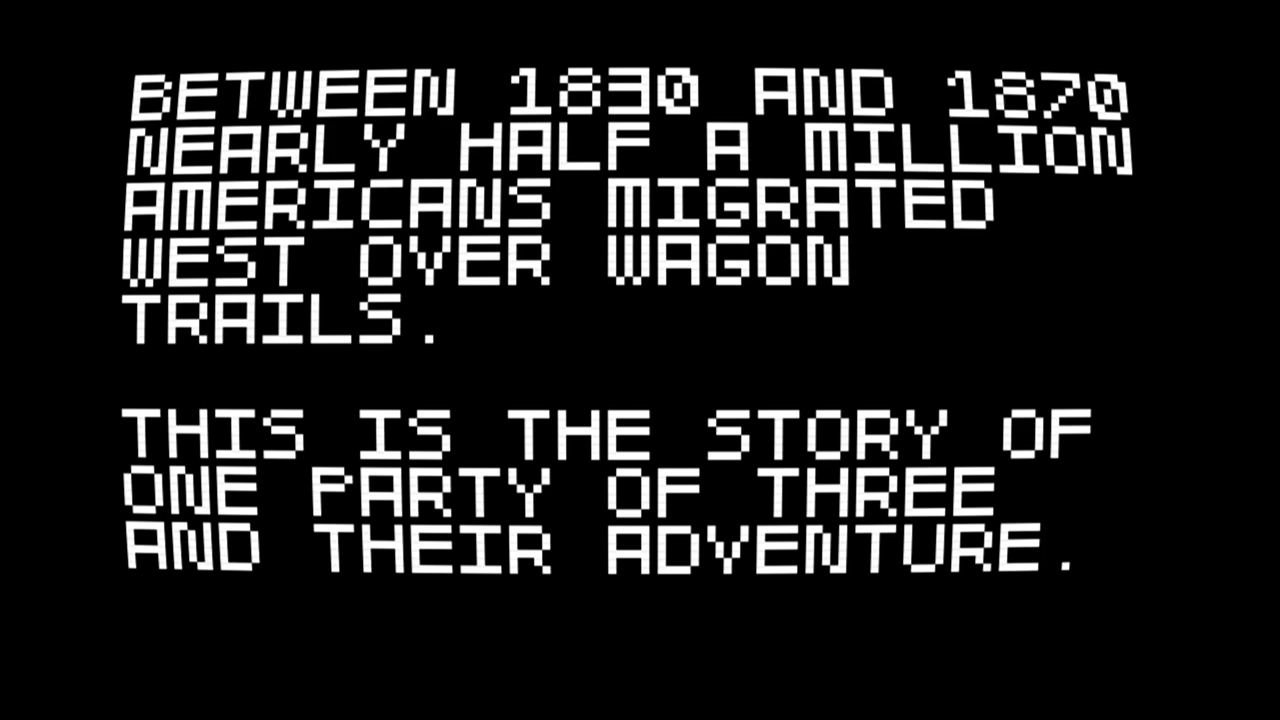 BETWEEN 1830 AND 1870
NEARLY HALF A MILLION
AMERICANS MIGRATED
WEST OVER WAGON
TRAILS.
THIS IS THE STORY OF
ONE PARTY OF THREE
AND THEIR ADVENTURE.